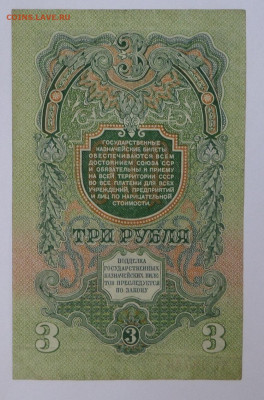 COINS.LAVE.RU
3
ГОСУДАРСТВЕННЫЕ
КАЗНАЧЕЙСКИЕ БИЛЕТЫ
ОБЕСПЕЧИВАЮТСЯ ВСЕМ
ДОСТОЯНИЕМ СОЮЗА ССР
И ОБЯЗАТЕЛЬНЫ К ПРИЕМУ
НА ВСЕЙ ТЕРРИТОРИИ СССР
ВО ВСЕ ПЛАТЕЖИ ДЛЯ ВСЕХ
УЧРЕЖДЕНИЙ, ПРЕДПРИЯТИЙ
И ЛИЦ ПО НАРИЦАТЕЛЬНОЙ
СТОИМОСТИ.
ТРИ РУБЛЯ
ПОДДЕЛКА
ГОСУДАРСТВЕННЫХ
КАЗНАЧЕЙСКИХ БИЛЕ-
ТОВ ПРЕСЛЕДУЕТСЯ
ПО ЗАКОНУ
3 3 3